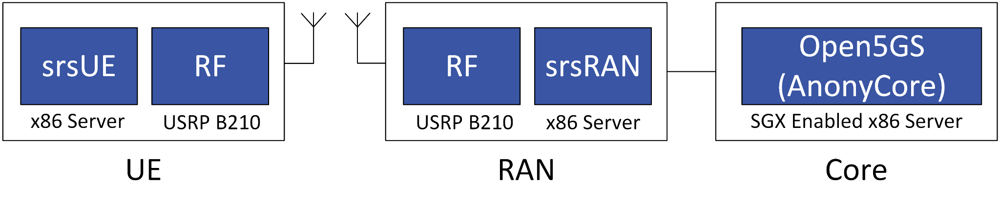 srsUE
RF
x86 Server
USRP B210
UE
RF
srsRAN
USRP B210
x86 Server
RAN
Open5GS
(AnonyCore)
SGX Enabled x86 Server
Core